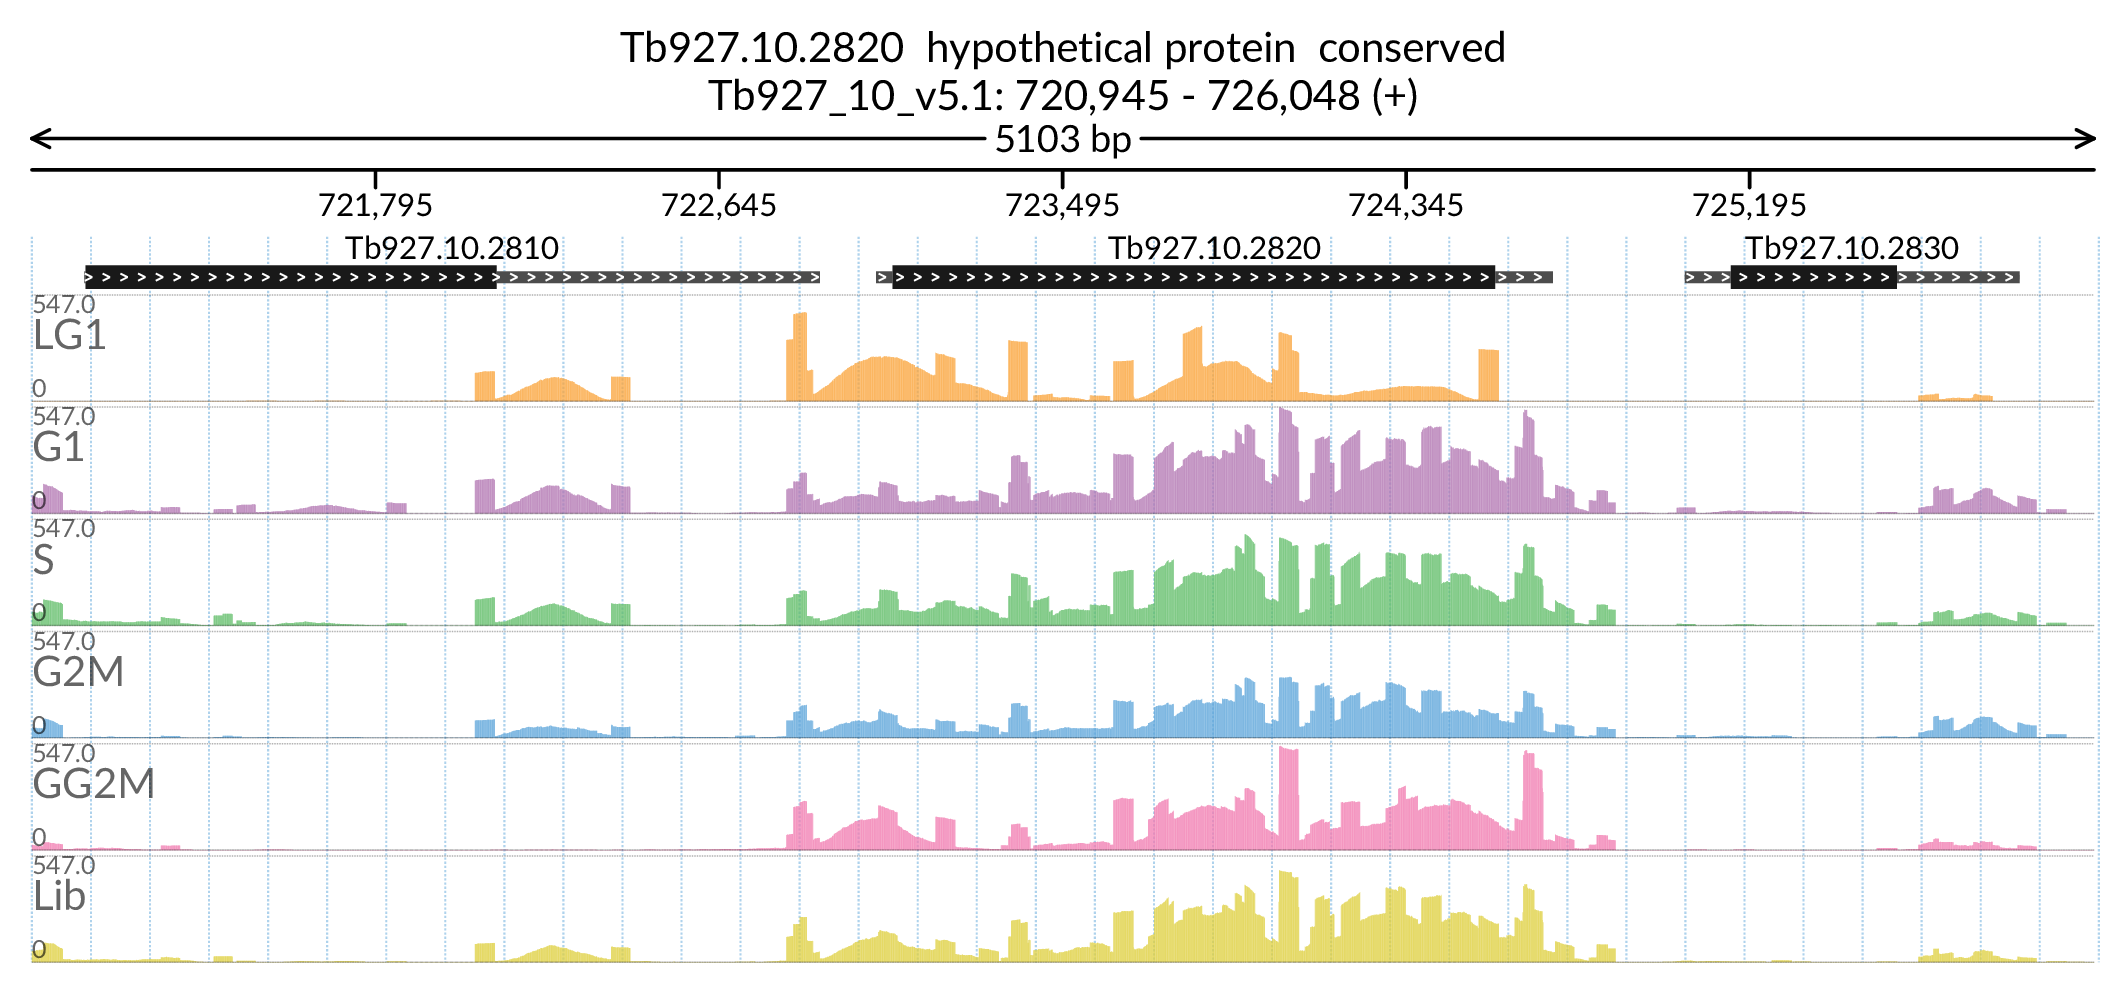 Tb927.10.2820  hypothetical protein  conserved
Tb927_10_v5.1: 720,945 - 726,048 (+)
5103 bp
721,795 722,645 723,495 724,345 725,195
Tb927.10.2810 Tb927.10.2820 Tb927.10.2830
547.0
LG1
0
547.0
G1
0
547.0
S
0
547.0
G2M
0
547.0
GG2M
0
547.0
Lib
0